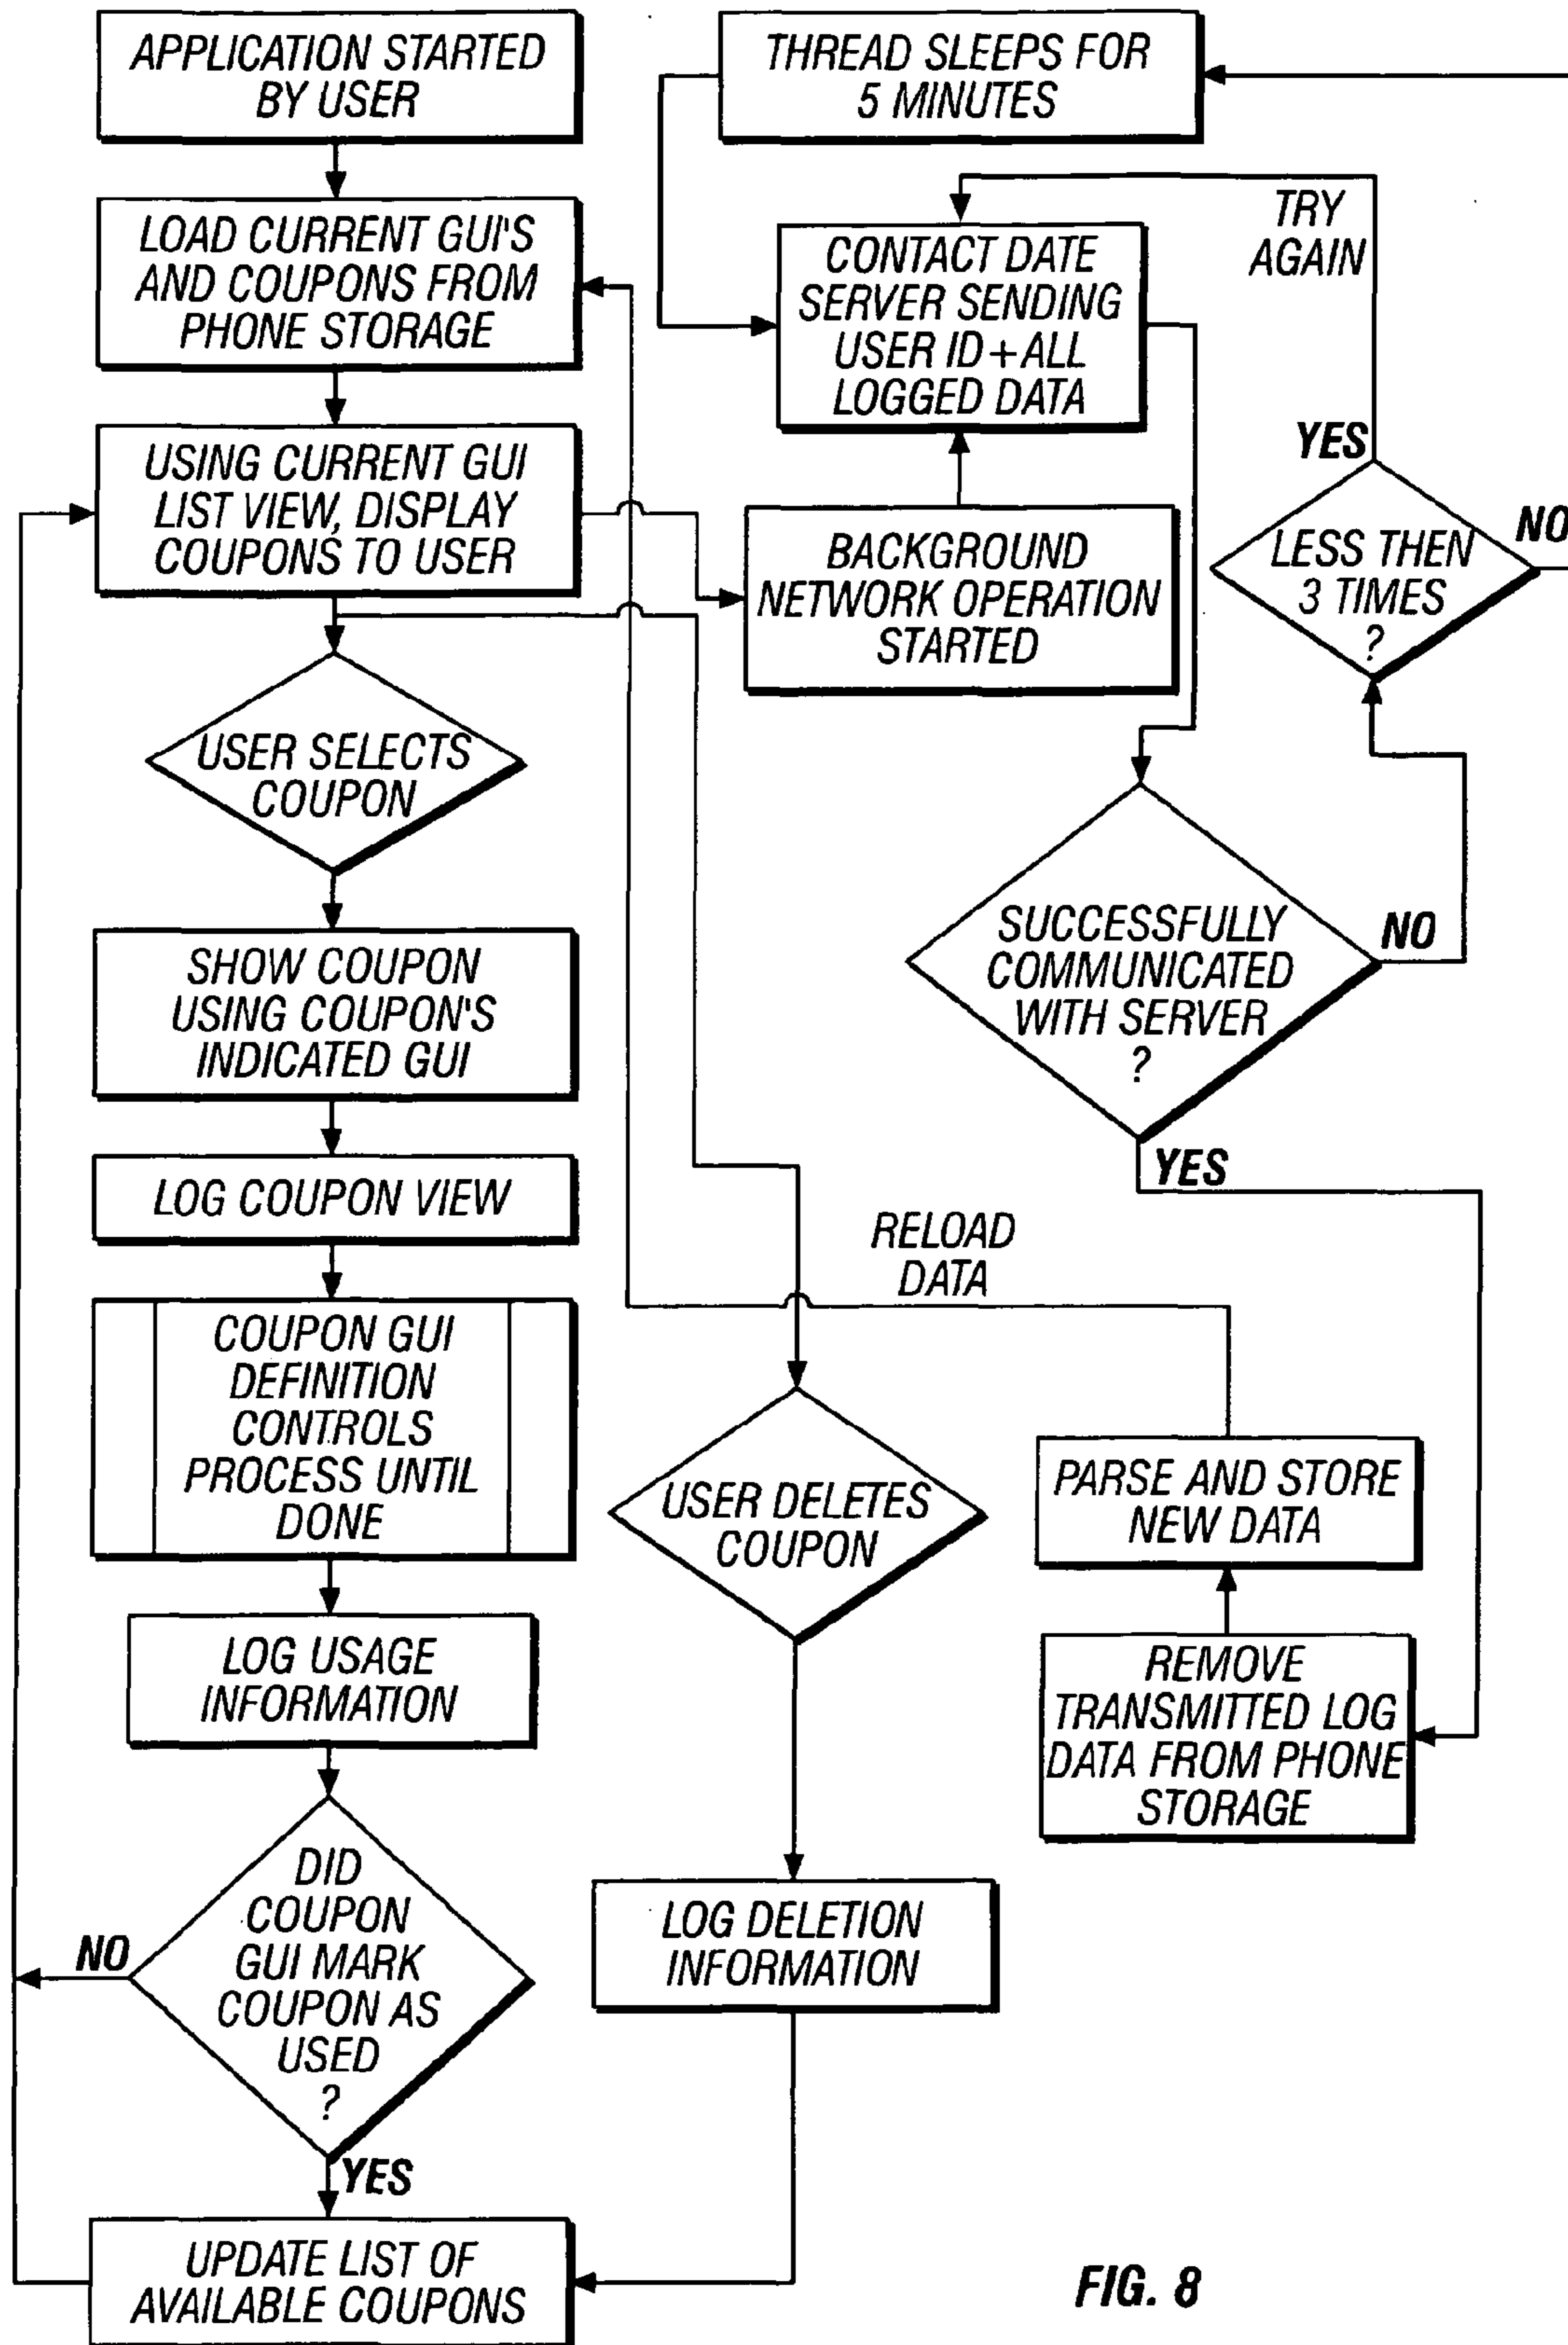 APPLICATION STARTED
BY USER
LOAD CURRENT GUI'S
AND COUPONS FROM
PHONE STORAGE
USING CURRENT GUI
LIST VIEW, DISPLAY
COUPONS TO USER
USER SELECTS
COUPON
SHOW COUPON
USING COUPON'S
INDICATED GUI
LOG COUPON VIEW
COUPON GUI
DEFINITION
CONTROLS
PROCESS UNTIL
DONE
LOG USAGE
INFORMATION
DID
COUPON
GUI MARK
COUPON AS
USED
?
NO
YES
UPDATE LIST OF
AVAILABLE COUPONS
THREAD SLEEPS FOR
5 MINUTES
CONTACT DATE
SERVER SENDING
USER ID+ALL
LOGGED DATA
TRY
AGAIN
YES
LESS THEN
3 TIMES
?
NO
BACKGROUND
NETWORK OPERATION
STARTED
SUCCESSFULLY
COMMUNICATED
WITH SERVER
?
NO
YES
RELOAD
DATA
USER DELETES
COUPON
PARSE AND STORE
NEW DATA
REMOVE
TRANSMITTED LOG
DATA FROM PHONE
STORAGE
LOG DELETION
INFORMATION
FIG. 8